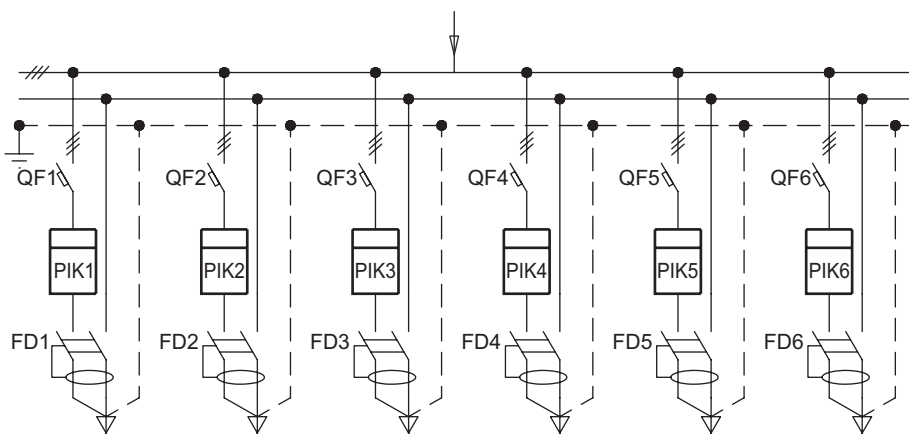 QF1 QF2 QF3 QF4 QF5 QF6
PIK1 PIK2 PIK3 PIK4 PIK5 PIK6
FD1 FD2 FD3 FD4 FD5 FD6